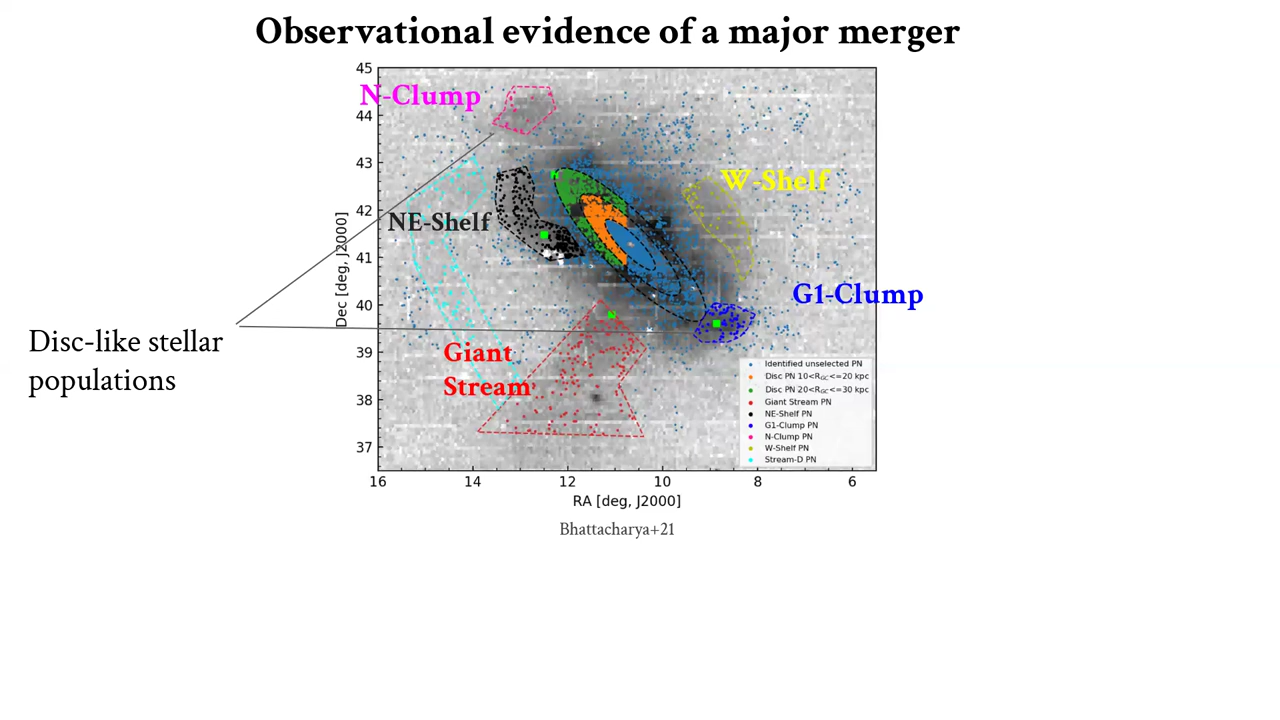 Observational evidence of a major merger
45
44
43
42
41
40
39
38
37
Dec [deg, J2000]
N-Clump
NE-Shelf
W-Shelf
G1-Clump
Giant
Stream
Disc-like stellar
populations
Identified unselected PN
Disc PN 10<R_GC<=20 kpc
Disc PN 20<R_GC<=30 kpc
Giant Stream PN
NE-Shelf PN
G1-Clump PN
N-Clump PN
W-Shelf PN
Stream-D PN
16 14 12 10 8 6
RA [deg, J2000]
Bhattacharya+21